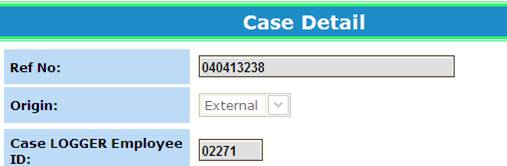 Case Detail
Ref No: 040413238
Origin: External
Case LOGGER Employee
ID: 02271